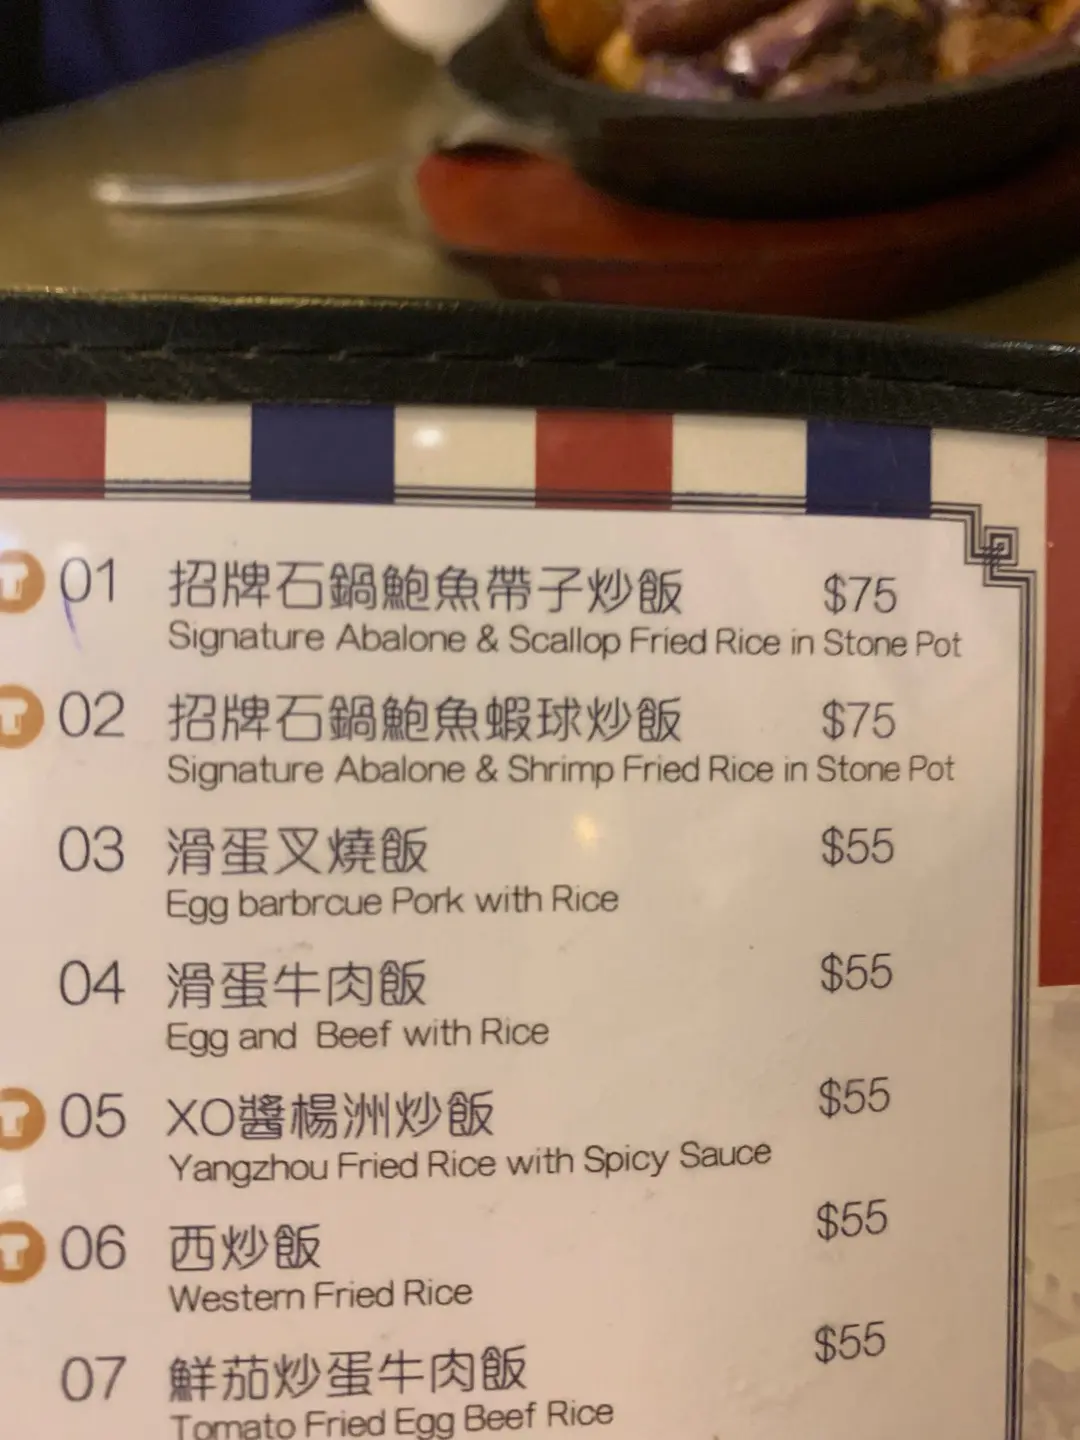 01 招牌石鍋鮑魚帶子炒飯 $75
Signature Abalone & Scallop Fried Rice in Stone Pot
02 招牌石鍋鮑魚蝦球炒飯 $75
Signature Abalone & Shrimp Fried Rice in Stone Pot
03 滑蛋叉燒飯 $55
Egg barbrcue Pork with Rice
04 滑蛋牛肉飯 $55
Egg and Beef with Rice
05 XO醬楊洲炒飯 $55
Yangzhou Fried Rice with Spicy Sauce
06 西炒飯 $55
Western Fried Rice
07 鮮茄炒蛋牛肉飯 $55
Tomato Fried Egg Beef Rice